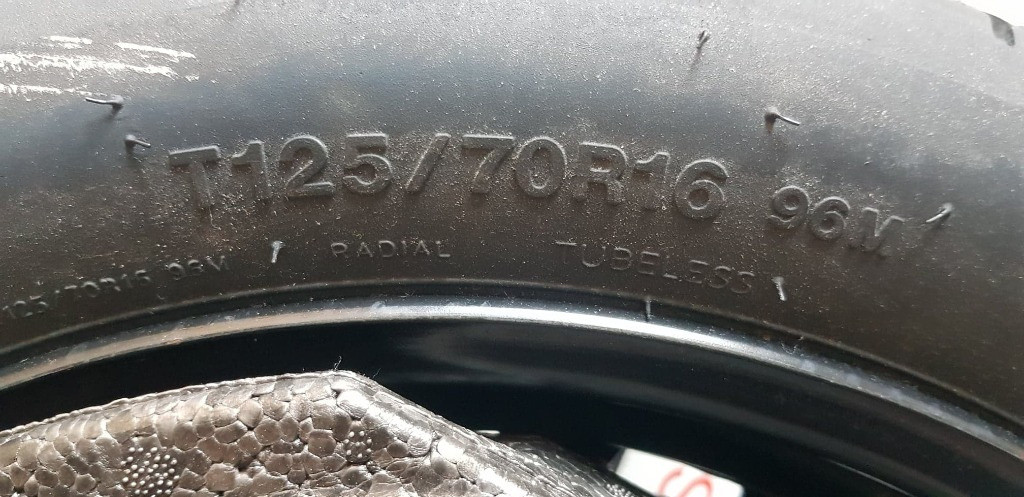 T125/70R16 96M
RADIAL TUBELESS
125/70R16 96M
S